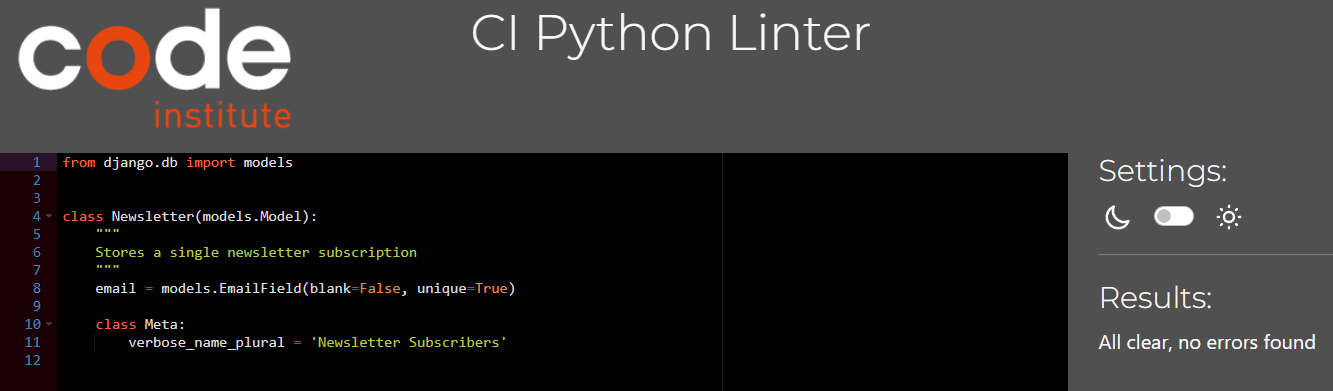 code
institute
CI Python Linter
1 from django.db import models
2
3
4 class Newsletter(models.Model):
5     """
6     Stores a single newsletter subscription
7     """
8     email = models.EmailField(blank=False, unique=True)
9
10     class Meta:
11         verbose_name_plural = 'Newsletter Subscribers'
12
Settings:
Results:
All clear, no errors found